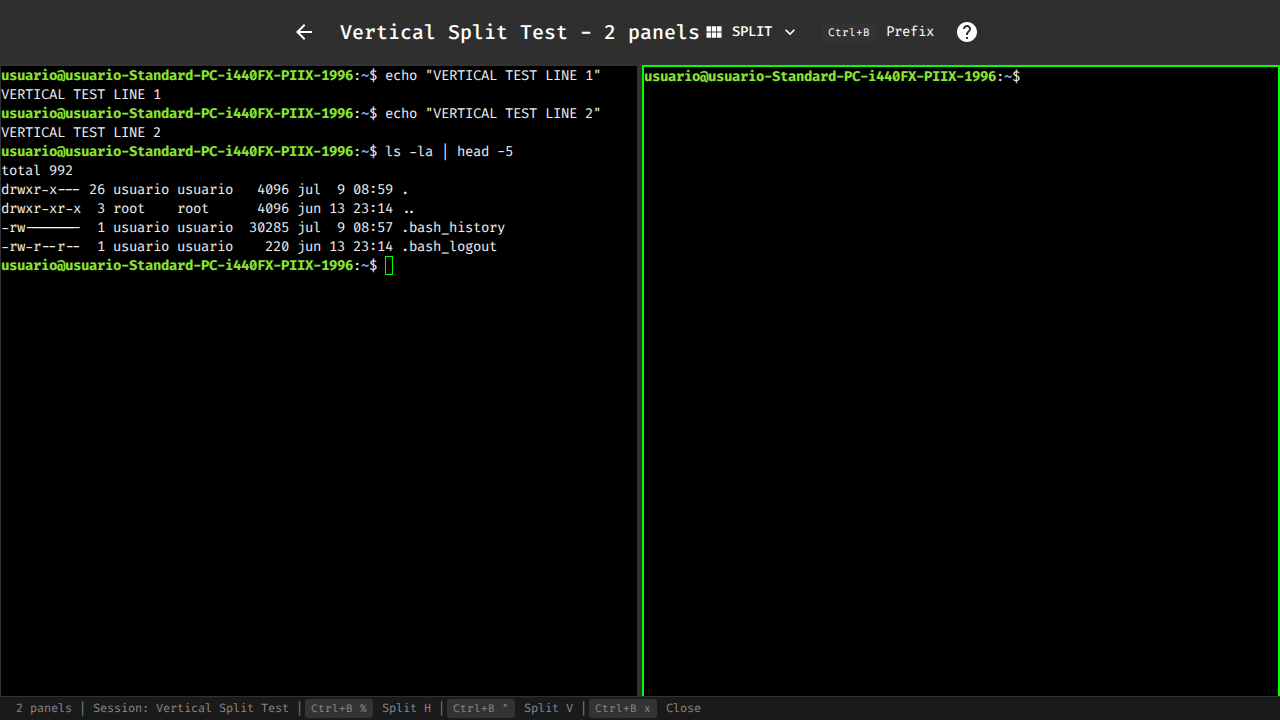 Vertical Split Test - 2 panels SPLIT Ctrl+B Prefix
usuario@usuario-Standard-PC-i440FX-PIIX-1996:~$ echo "VERTICAL TEST LINE 1"
VERTICAL TEST LINE 1
usuario@usuario-Standard-PC-i440FX-PIIX-1996:~$ echo "VERTICAL TEST LINE 2"
VERTICAL TEST LINE 2
usuario@usuario-Standard-PC-i440FX-PIIX-1996:~$ ls -la | head -5
total 992
drwxr-x--- 26 usuario usuario  4096 jul  9 08:59 .
drwxr-xr-x  3 root    root     4096 jun 13 23:14 ..
-rw-------  1 usuario usuario 30285 jul  9 08:57 .bash_history
-rw-r--r--  1 usuario usuario   220 jun 13 23:14 .bash_logout
usuario@usuario-Standard-PC-i440FX-PIIX-1996:~$
usuario@usuario-Standard-PC-i440FX-PIIX-1996:~$
2 panels | Session: Vertical Split Test | Ctrl+B % Split H | Ctrl+B " Split V | Ctrl+B x Close